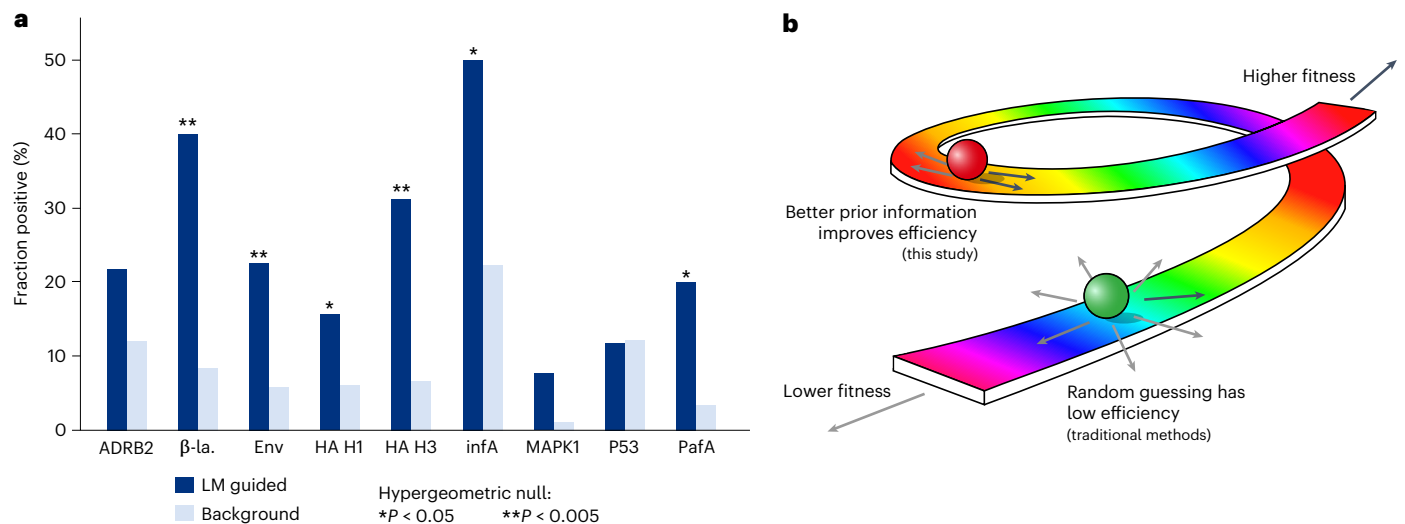 a
Fraction positive (%)
50
40
30
20
10
0
*
**
**
*
**
*
*
ADRB2 β-la. Env HA H1 HA H3 infA MAPK1 P53 PafA
LM guided
Background
Hypergeometric null:
*P < 0.05 **P < 0.005
b
Higher fitness
Better prior information
improves efficiency
(this study)
Lower fitness
Random guessing has
low efficiency
(traditional methods)